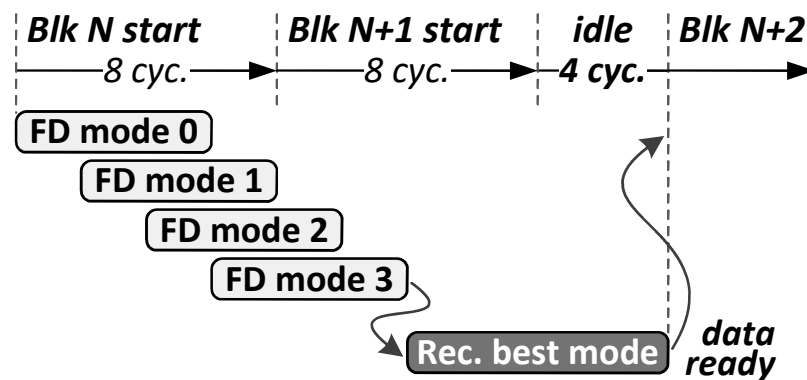 Blk N start Blk N+1 start idle Blk N+2
8 cyc. 8 cyc. 4 cyc.
FD mode 0
FD mode 1
FD mode 2
FD mode 3
Rec. best mode
data
ready